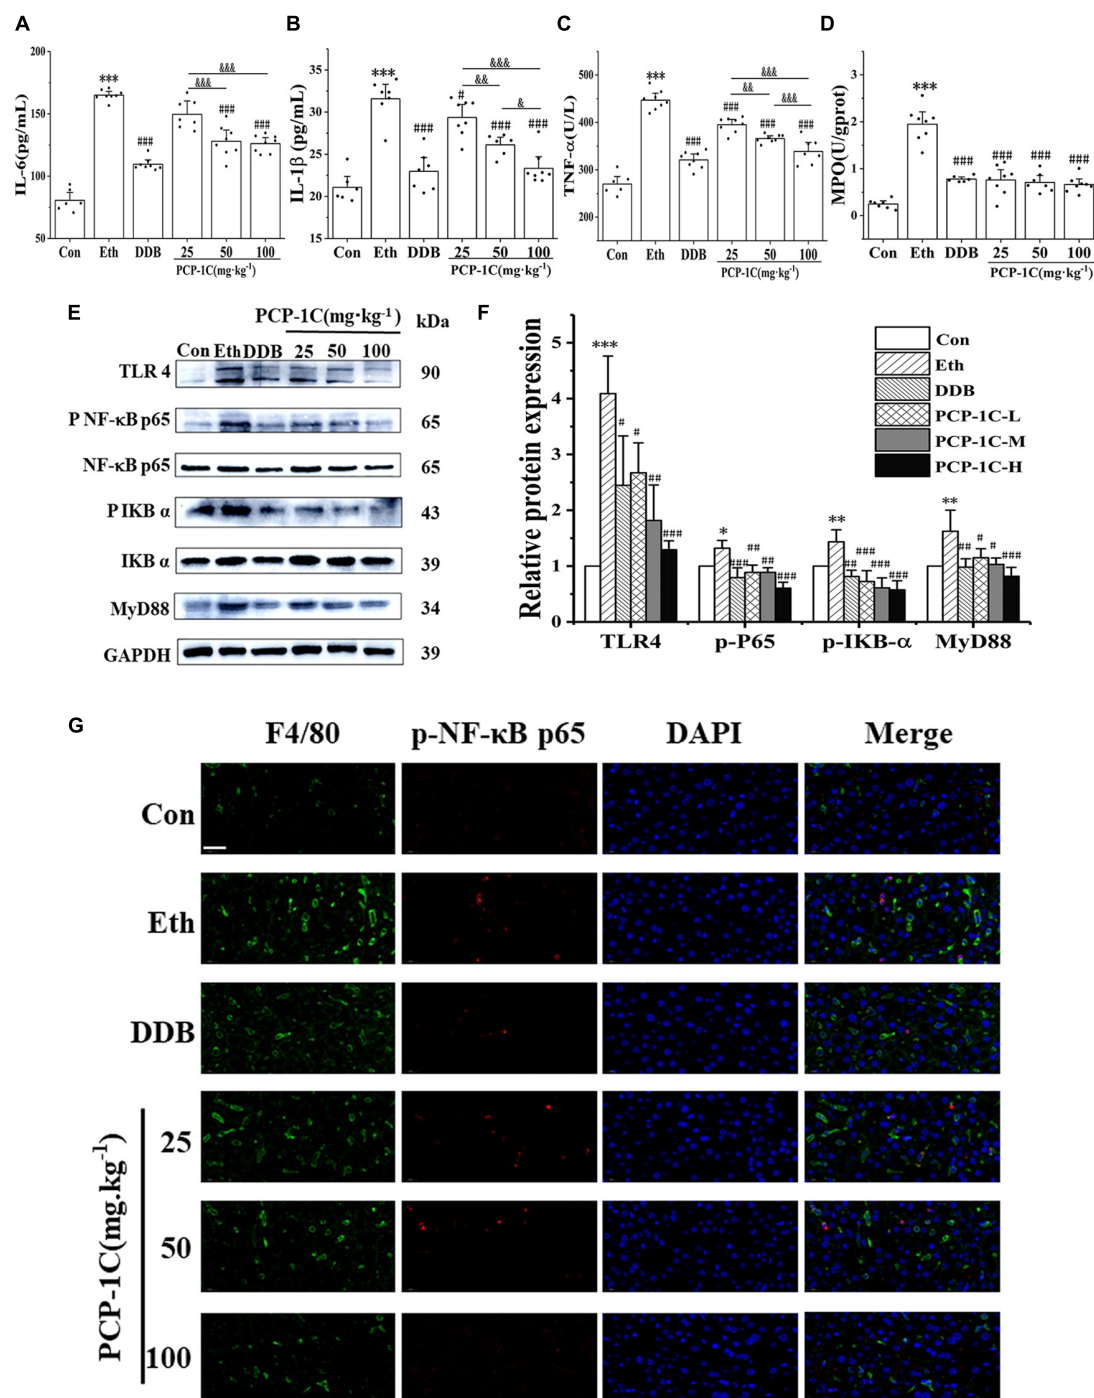 A
B
C
D
IL-6(pg/mL)
200
150
100
50
***
###
&&&
&&&
###
###
Con
Eth
DDB
25
50
100
PCP-1C(mg·kg-1)
IL-1β (pg/mL)
35
30
25
20
15
***
###
&&&
&&
&
#
###
###
Con
Eth
DDB
25
50
100
PCP-1C(mg·kg-1)
TNF-α(U/L)
500
400
300
200
***
###
&&&
&&
&&&
###
###
###
Con
Eth
DDB
25
50
100
PCP-1C(mg·kg-1)
MPO(U/gprot)
3
2
1
0
***
###
###
###
###
Con
Eth
DDB
25
50
100
PCP-1C(mg·kg-1)
E
PCP-1C(mg·kg-1)
kDa
Con
Eth
DDB
25
50
100
TLR 4
90
P NF-κB p65
65
NF-κB p65
65
P IKB α
43
IKB α
39
MyD88
34
GAPDH
39
F
Relative protein expression
5
4
3
2
1
0
Con
Eth
DDB
PCP-1C-L
PCP-1C-M
PCP-1C-H
***
#
#
##
###
*
###
##
##
###
**
##
###
###
###
**
##
#
#
###
TLR4
p-P65
p-IKB-α
MyD88
G
F4/80
p-NF-κB p65
DAPI
Merge
Con
Eth
DDB
PCP-1C(mg.kg-1)
25
50
100